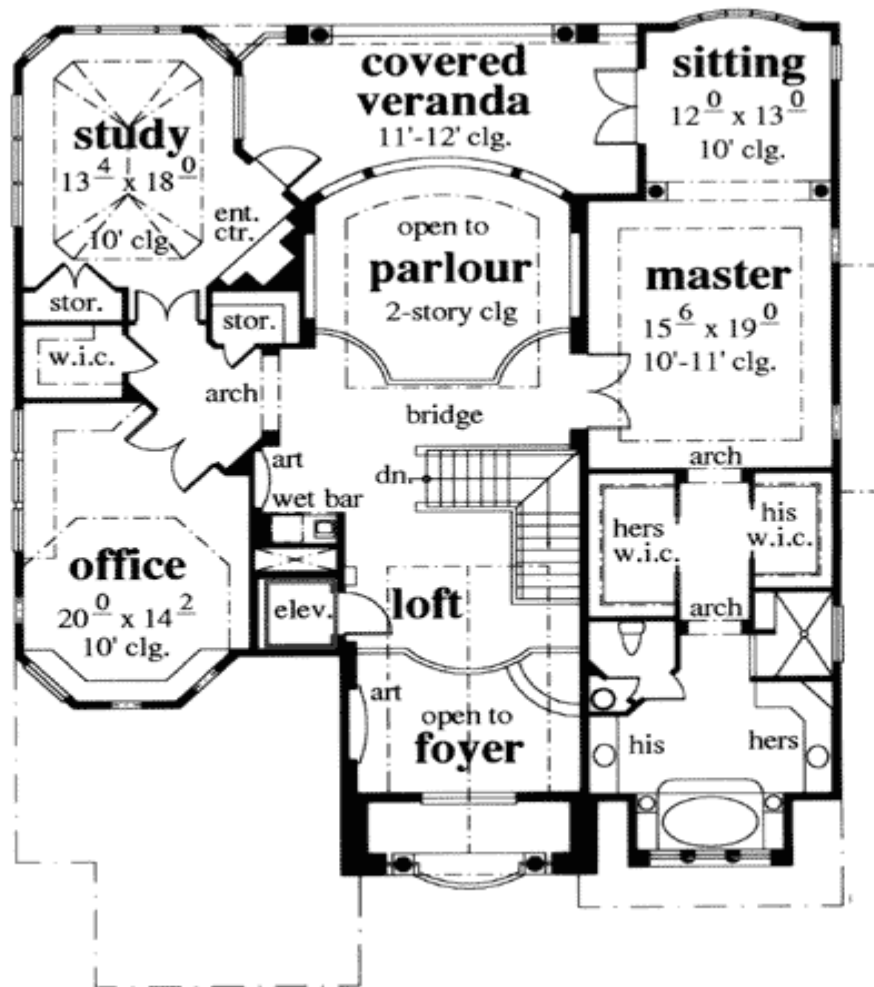 covered
veranda
11'-12' clg.
sitting
12 0 x 13 0
10' clg.
study
13 4 x 18 0
10' clg.
ent.
ctr.
open to
parlour
2-story clg
master
15 6 x 19 0
10'-11' clg.
stor.
stor.
w.i.c.
arch
bridge
art
wet bar
dn.
arch
hers
w.i.c.
his
w.i.c.
office
20 0 x 14 2
10' clg.
elev.
loft
arch
art
open to
foyer
his
hers